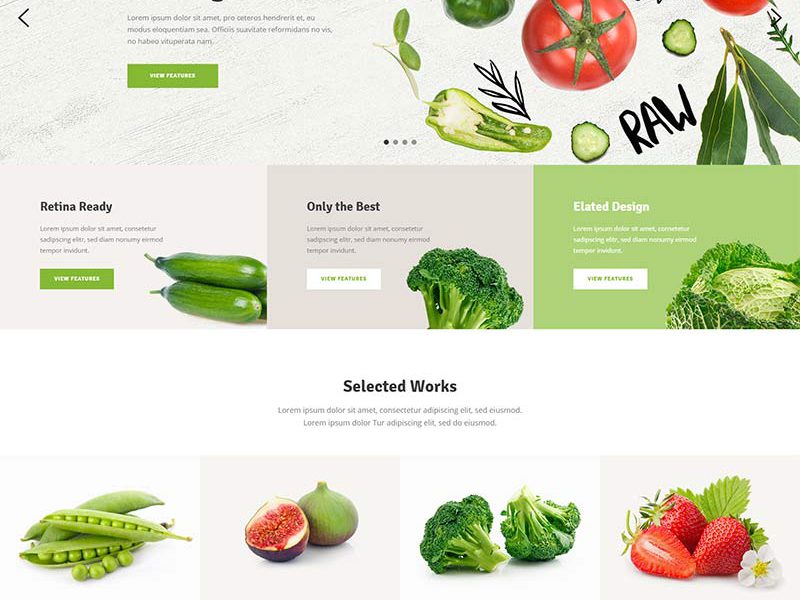 Lorem ipsum dolor sit amet, cu pro ceteros hendrerit, eu
modus eloquentiam sea. Officiis suavitate reformidans no vis,
no habeo vituperata nam.
VIEW FEATURES
RAW
Retina Ready
Lorem ipsum dolor sit amet, consetetur
sadipscing elitr, sed diam nonumy eirmod
tempor invidunt.
VIEW FEATURES
Only the Best
Lorem ipsum dolor sit amet, consetetur
sadipscing elitr, sed diam nonumy eirmod
tempor invidunt.
VIEW FEATURES
Elated Design
Lorem ipsum dolor sit amet, consetetur
sadipscing elitr, sed diam nonumy eirmod
tempor invidunt.
VIEW FEATURES
Selected Works
Lorem ipsum dolor sit amet, consectetur adipiscing elit, sed eiusmod.
Lorem ipsum dolor Tur adipiscing elit, sed do eiusmod.